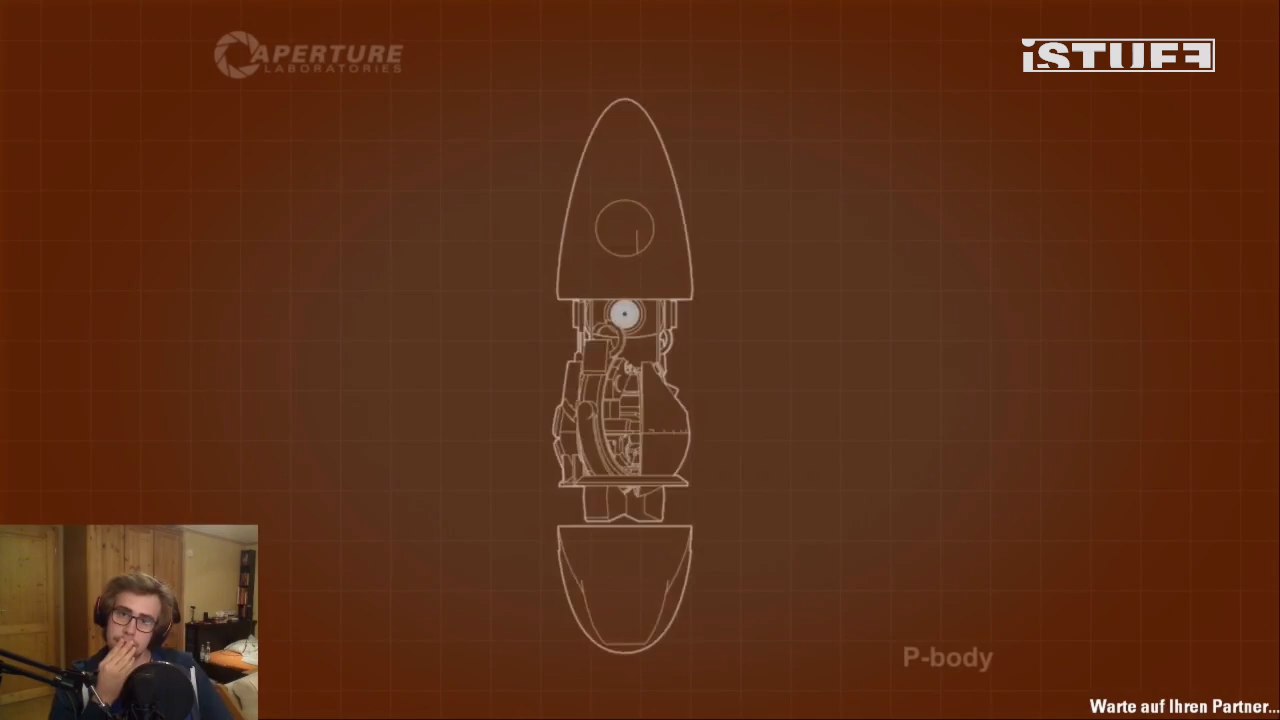 APERTURE
LABORATORIES
iSTUFF
P-body
Warte auf Ihren Partner...